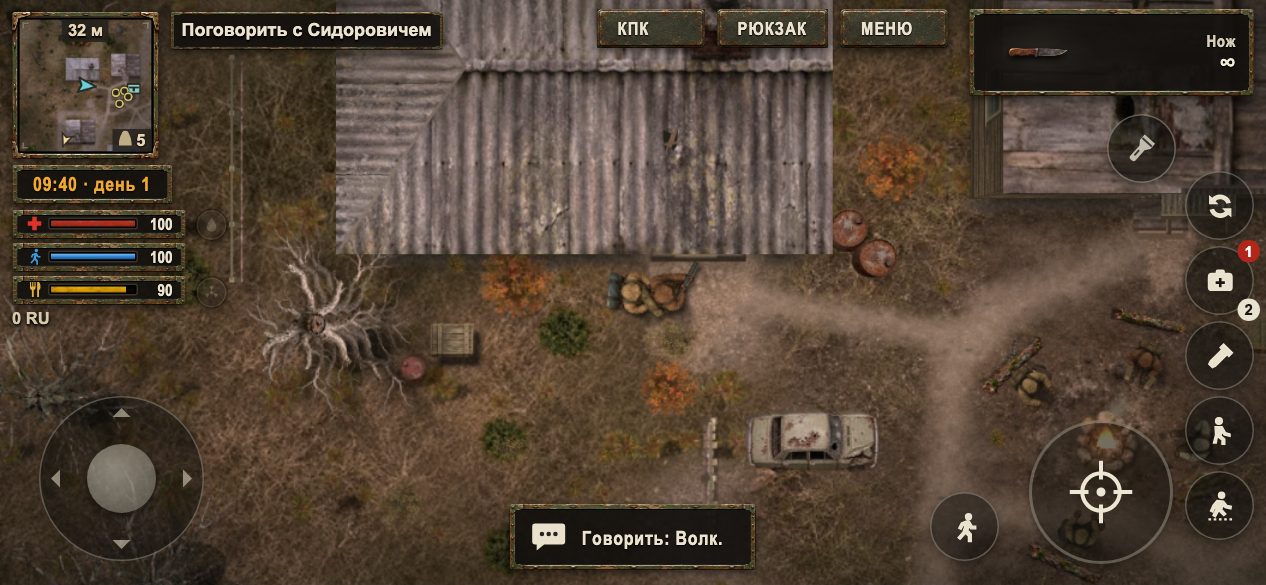 32 м
Поговорить с Сидоровичем
КПК
РЮКЗАК
МЕНЮ
Нож
∞
5
09:40 · день 1
100
100
90
0 RU
1
2
Говорить: Волк.